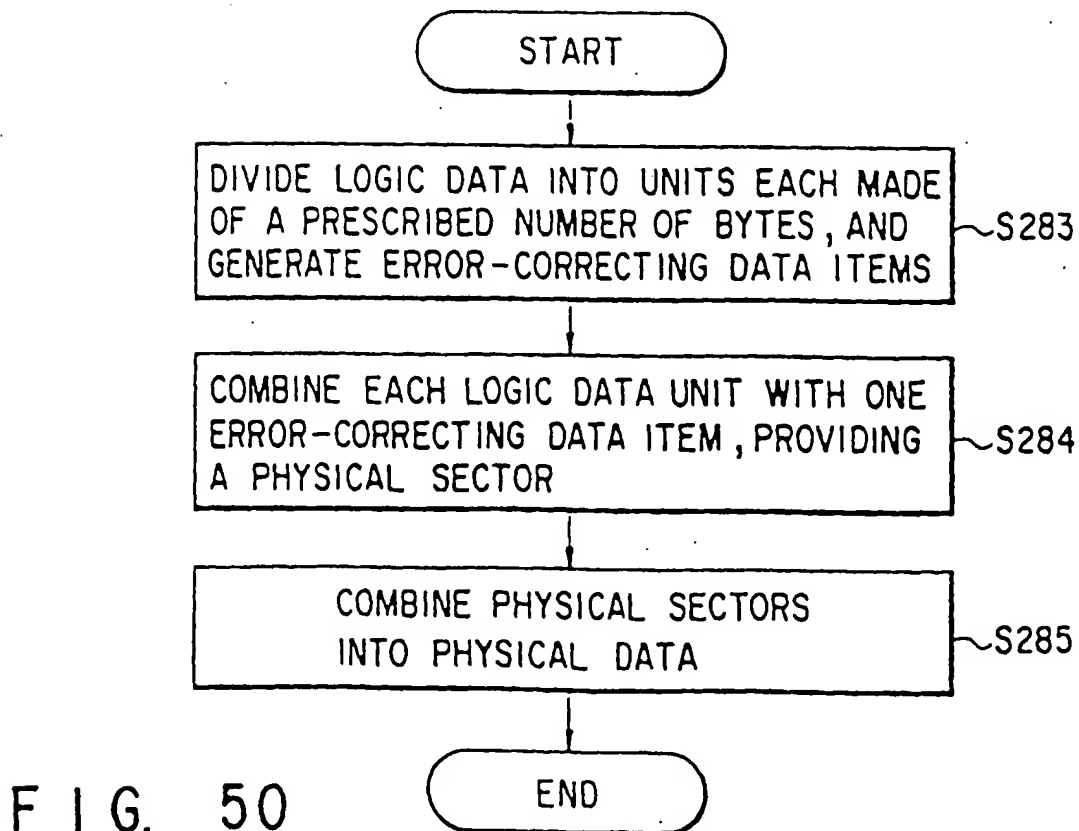 START
DIVIDE LOGIC DATA INTO UNITS EACH MADE
OF A PRESCRIBED NUMBER OF BYTES, AND
GENERATE ERROR-CORRECTING DATA ITEMS
S283
COMBINE EACH LOGIC DATA UNIT WITH ONE
ERROR-CORRECTING DATA ITEM, PROVIDING
A PHYSICAL SECTOR
S284
COMBINE PHYSICAL SECTORS
INTO PHYSICAL DATA
S285
END
FIG. 50